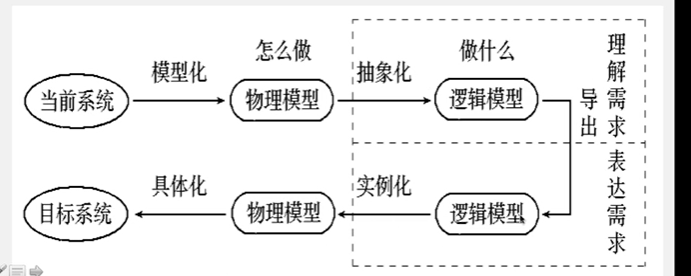 怎么做
做什么
模型化
抽象化
当前系统
物理模型
逻辑模型
导出
理解需求
具体化
实例化
目标系统
物理模型
逻辑模型
表达需求